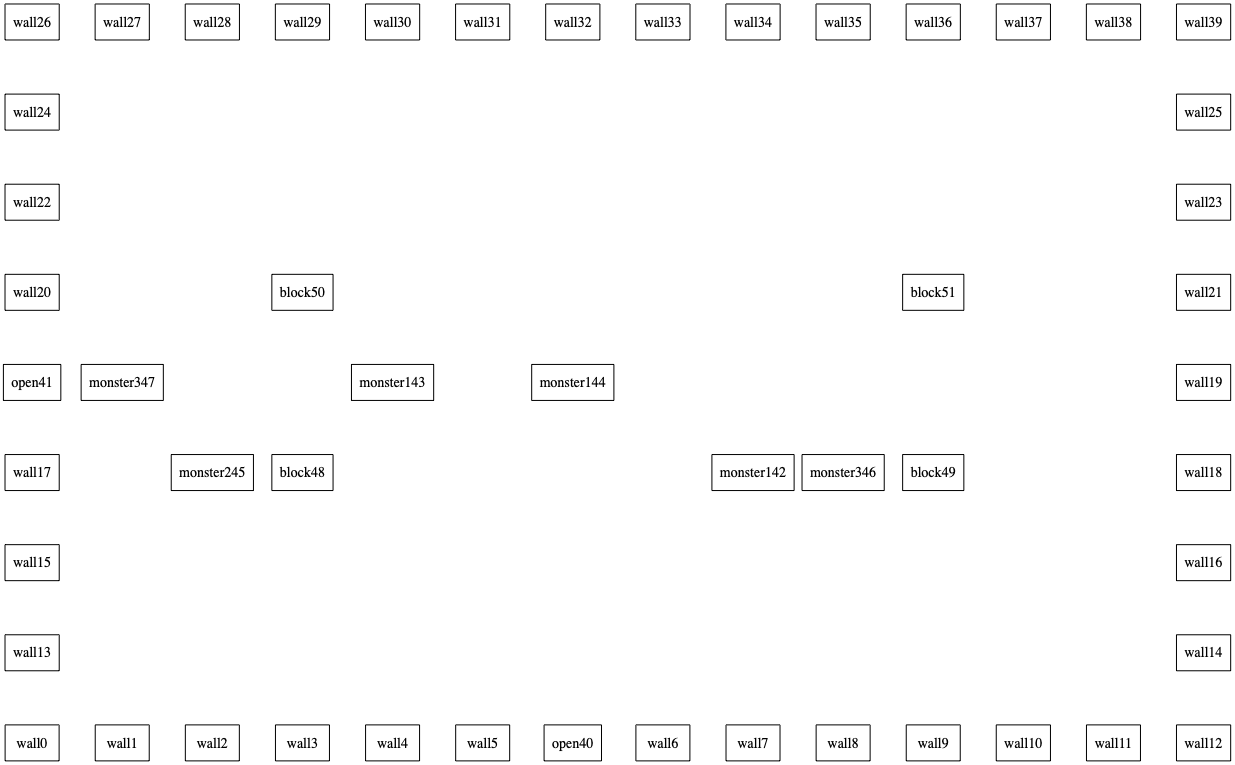 wall26 wall27 wall28 wall29 wall30 wall31 wall32 wall33 wall34 wall35 wall36 wall37 wall38 wall39
wall24 wall25
wall22 wall23
wall20 block50 block51 wall21
open41 monster347 monster143 monster144 wall19
wall17 monster245 block48 monster142 monster346 block49 wall18
wall15 wall16
wall13 wall14
wall0 wall1 wall2 wall3 wall4 wall5 open40 wall6 wall7 wall8 wall9 wall10 wall11 wall12